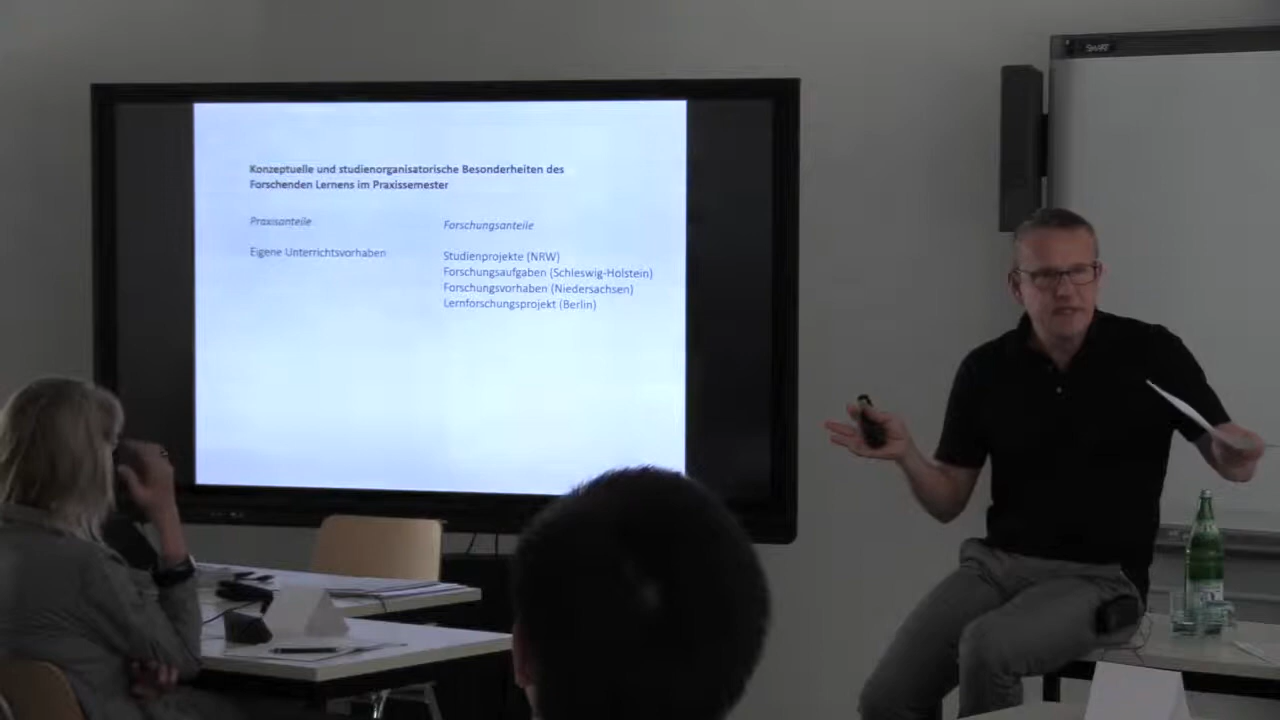 SMART
Konzeptuelle und studienorganisatorische Besonderheiten des
Forschenden Lernens im Praxissemester
Praxisanteile
Forschungsanteile
Eigene Unterrichtsvorhaben
Studienprojekte (NRW)
Forschungsaufgaben (Schleswig-Holstein)
Forschungsvorhaben (Niedersachsen)
Lernforschungsprojekt (Berlin)